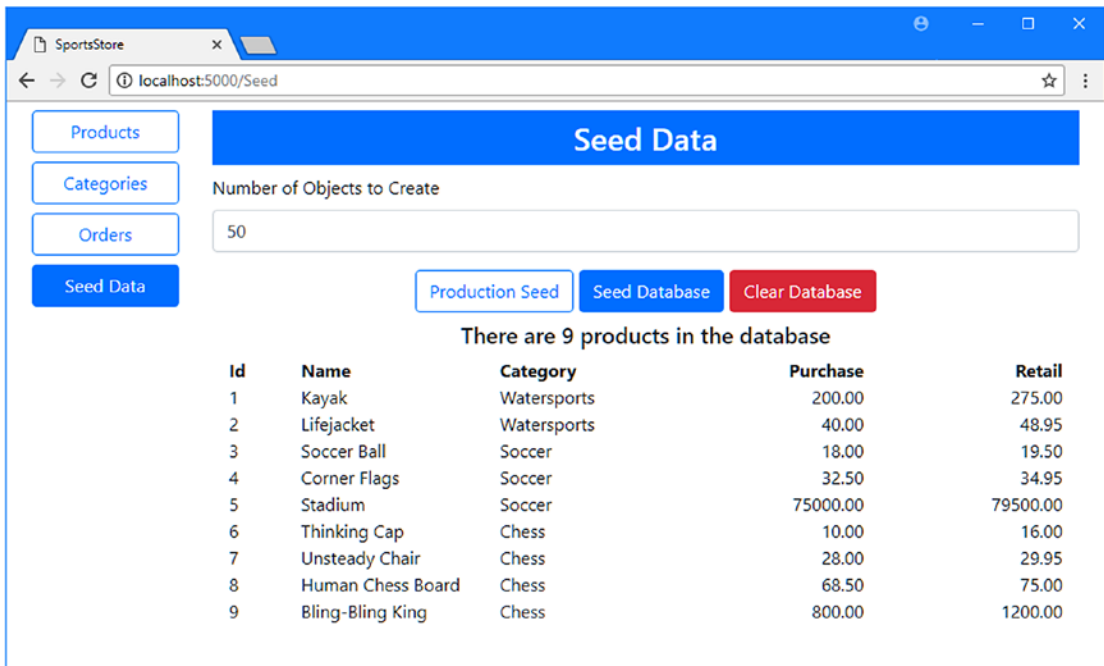 SportsStore
localhost:5000/Seed
Products
Categories
Orders
Seed Data
Seed Data
Number of Objects to Create
50
Production Seed Seed Database Clear Database
There are 9 products in the database
Id Name Category Purchase Retail
1 Kayak Watersports 200.00 275.00
2 Lifejacket Watersports 40.00 48.95
3 Soccer Ball Soccer 18.00 19.50
4 Corner Flags Soccer 32.50 34.95
5 Stadium Soccer 75000.00 79500.00
6 Thinking Cap Chess 10.00 16.00
7 Unsteady Chair Chess 28.00 29.95
8 Human Chess Board Chess 68.50 75.00
9 Bling-Bling King Chess 800.00 1200.00